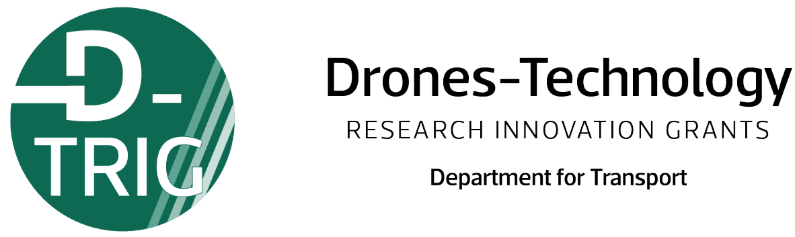 D-
TRIG
Drones-Technology
RESEARCH INNOVATION GRANTS
Department for Transport